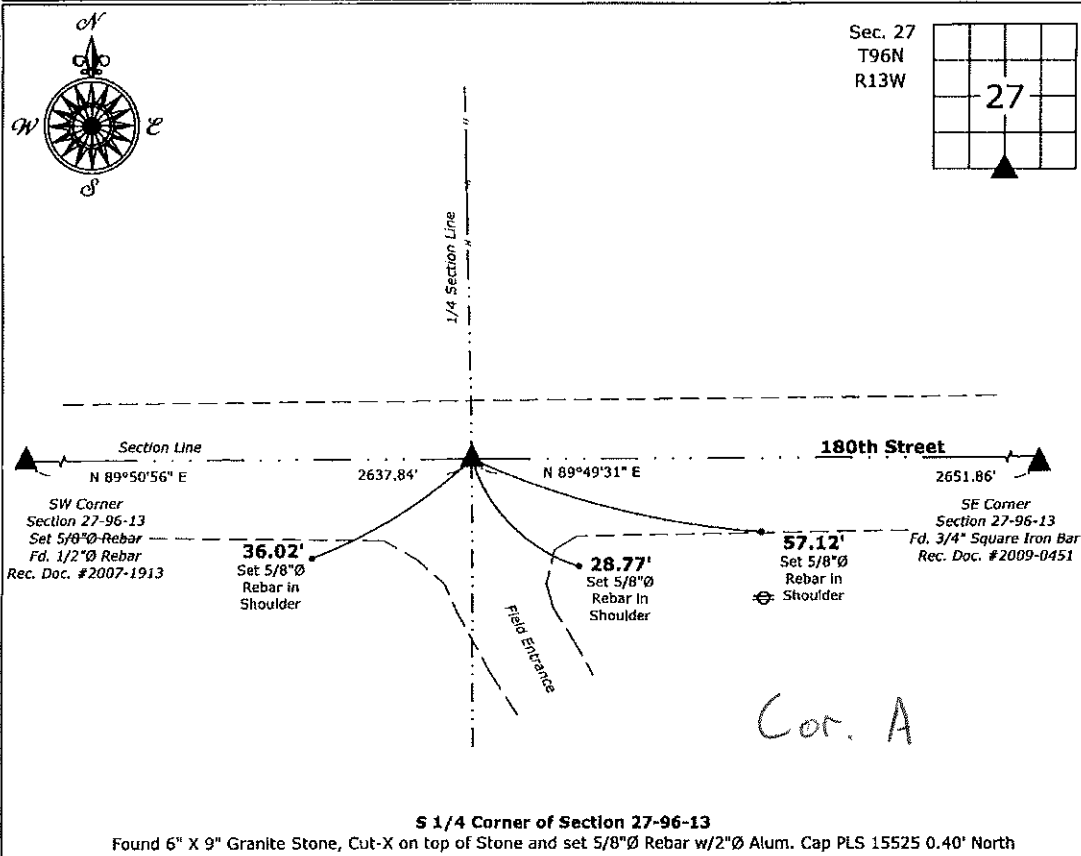 N
W
E
S
Sec. 27
T96N
R13W
27
1/4 Section Line
Section Line
180th Street
N 89°50'56" E
2637.84'
N 89°49'31" E
2651.86'
SW Corner
Section 27-96-13
Set 5/8"Ø Rebar
Fd. 1/2"Ø Rebar
Rec. Doc. #2007-1913
36.02'
Set 5/8"Ø
Rebar in
Shoulder
28.77'
Set 5/8"Ø
Rebar in
Shoulder
57.12'
Set 5/8"Ø
Rebar in
Shoulder
SE Corner
Section 27-96-13
Fd. 3/4" Square Iron Bar
Rec. Doc. #2009-0451
Field Entrance
Cor. A
S 1/4 Corner of Section 27-96-13
Found 6" X 9" Granite Stone, Cut-X on top of Stone and set 5/8"Ø Rebar w/2"Ø Alum. Cap PLS 15525 0.40' North